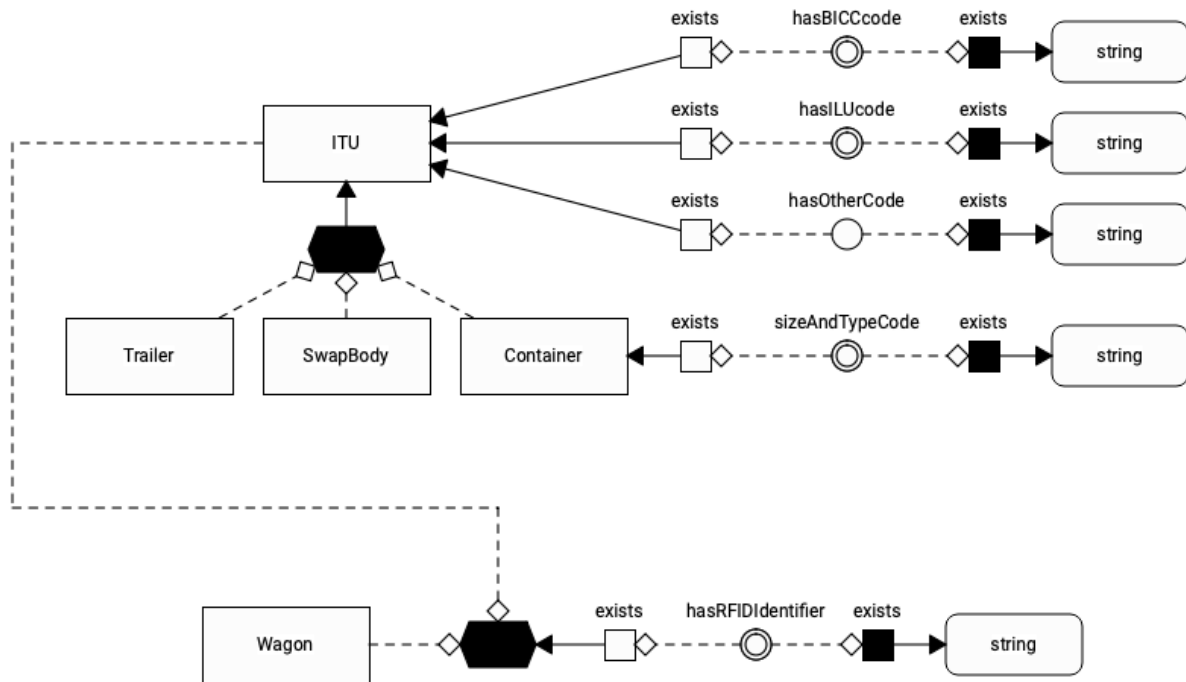 exists hasBICCcode exists
string
ITU
exists hasILUcode exists
string
exists hasOtherCode exists
string
Trailer SwapBody Container
exists sizeAndTypeCode exists
string
Wagon
exists hasRFIDIdentifier exists
string